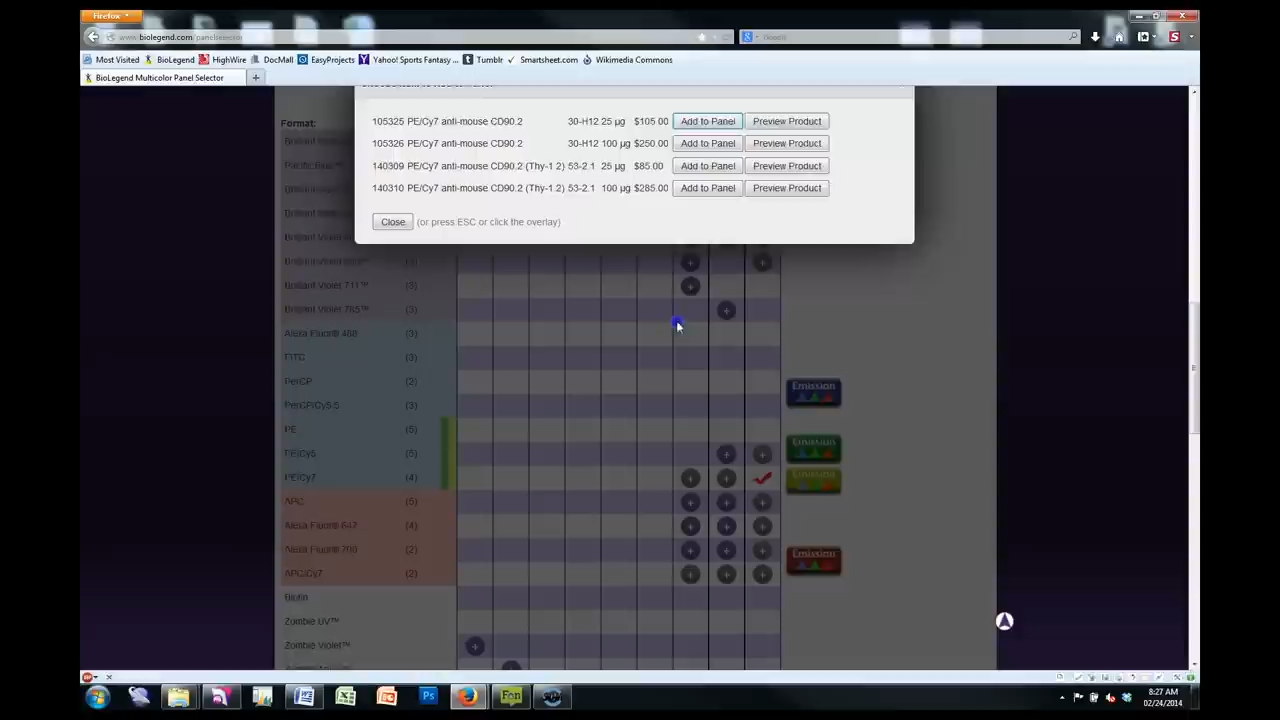 Firefox
www.biolegend.com/panelselector
Google
Most Visited BioLegend HighWire DocMall EasyProjects Yahoo! Sports Fantasy ... Tumblr Smartsheet.com Wikimedia Commons
BioLegend Multicolor Panel Selector
Format:
105325 PE/Cy7 anti-mouse CD90.2 30-H12 25 µg $105.00 Add to Panel Preview Product
105326 PE/Cy7 anti-mouse CD90.2 30-H12 100 µg $250.00 Add to Panel Preview Product
140309 PE/Cy7 anti-mouse CD90.2 (Thy-1.2) 53-2.1 25 µg $85.00 Add to Panel Preview Product
140310 PE/Cy7 anti-mouse CD90.2 (Thy-1.2) 53-2.1 100 µg $285.00 Add to Panel Preview Product
Close (or press ESC or click the overlay)
Brilliant Violet 711™ (3)
Brilliant Violet 785™ (3)
Alexa Fluor® 488 (3)
FITC (3)
PerCP (2)
PerCP/Cy5.5 (3)
Emission
PE (5)
PE/Cy5 (5)
Emission
PE/Cy7 (4)
Emission
APC (5)
Alexa Fluor® 647 (4)
Alexa Fluor® 700 (2)
Emission
APC/Cy7 (2)
Biotin
Zombie UV™
Zombie Violet™
8:27 AM
02/24/2014